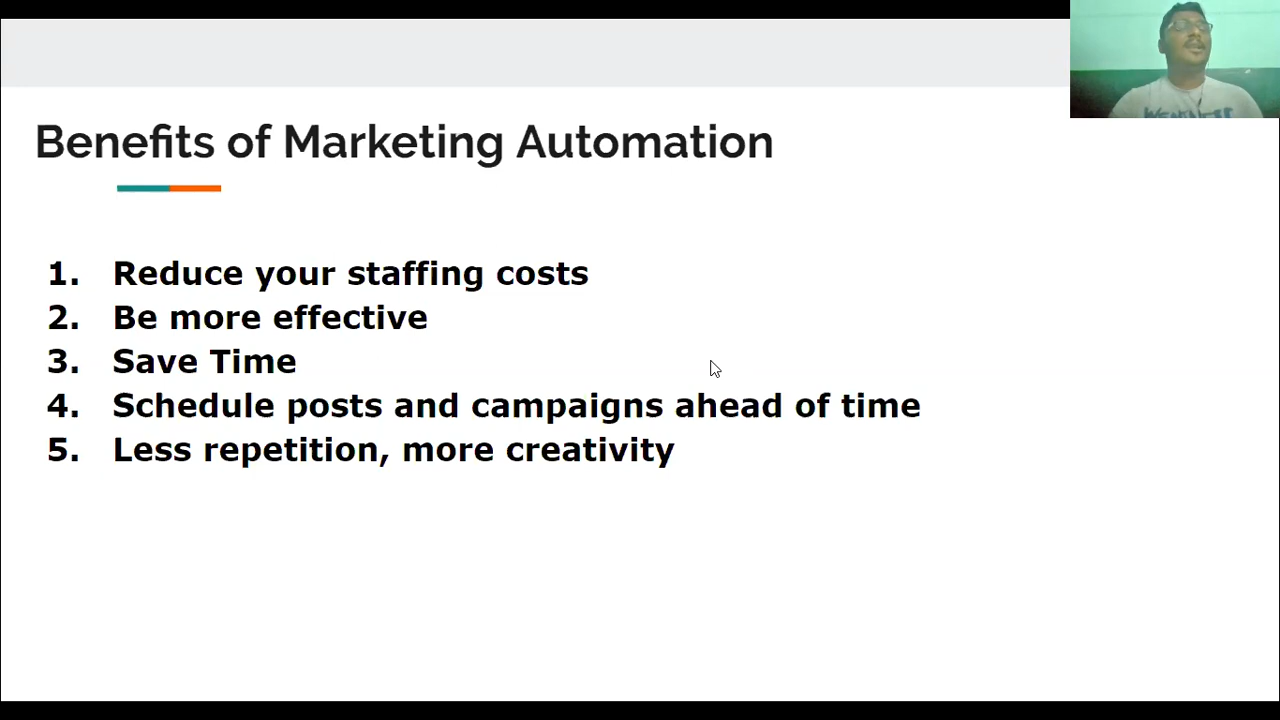 Benefits of Marketing Automation
1. Reduce your staffing costs
2. Be more effective
3. Save Time
4. Schedule posts and campaigns ahead of time
5. Less repetition, more creativity